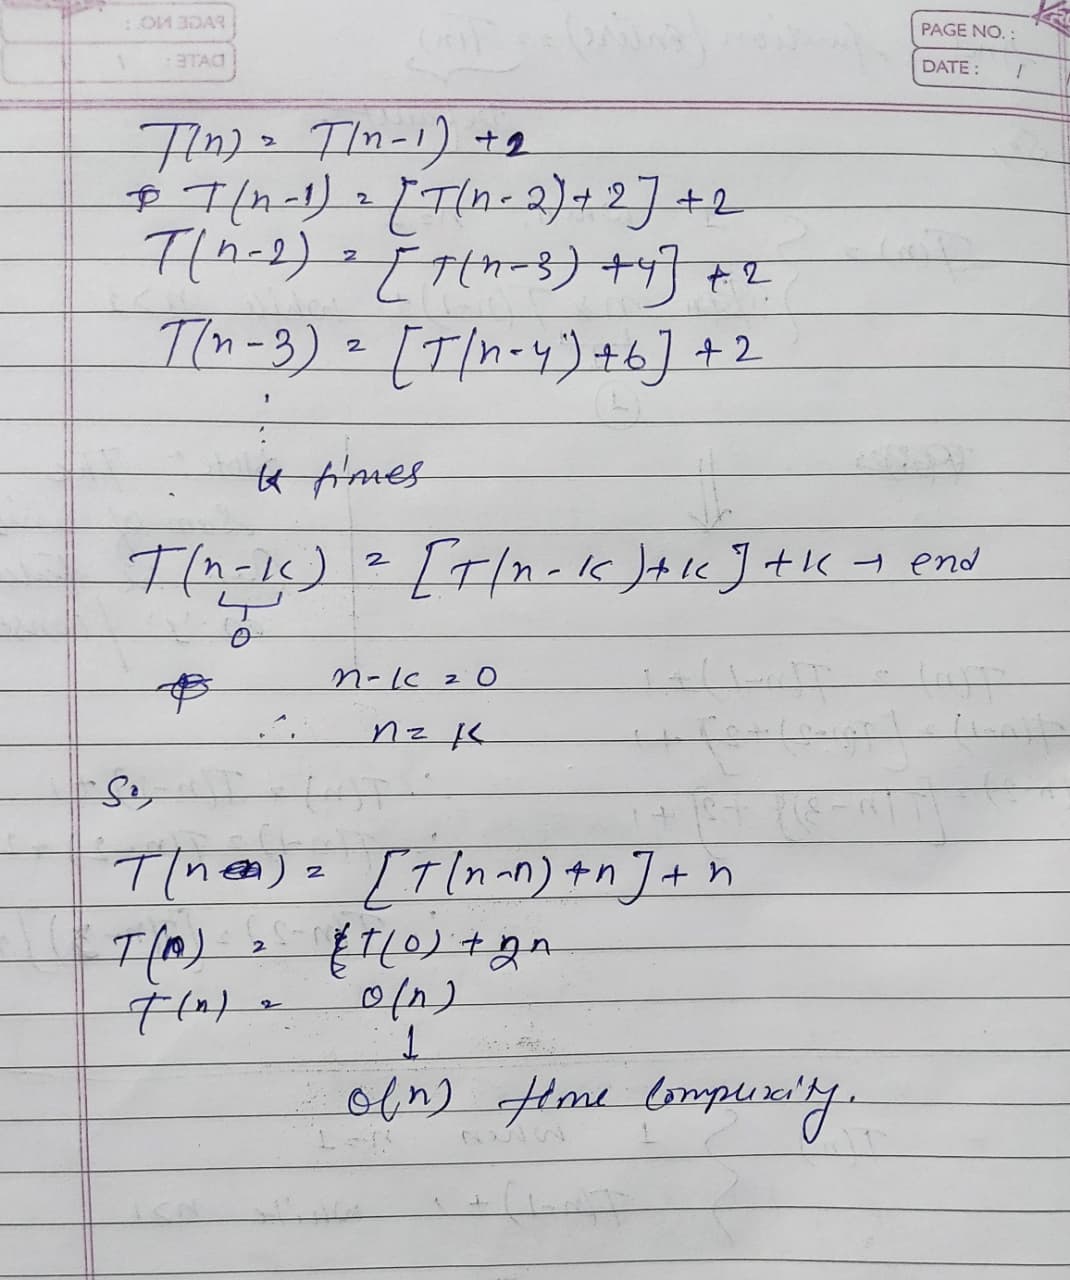 PAGE NO. :
DATE : /
T(n) = T(n-1) +2
T(n-1) = [T(n-2)+2] +2
T(n-2) = [T(n-3) +4] +2
T(n-3) = [T(n-4) +6] +2
k times
T(n-k) = [T(n-k)+k] +k → end
0
n-k = 0
∴ n = k
So,
T(n) = [T(n-n) +n] + n
T(n) = T(0) + 2n
T(n) = O(n)
↓
O(n) time Complexity.